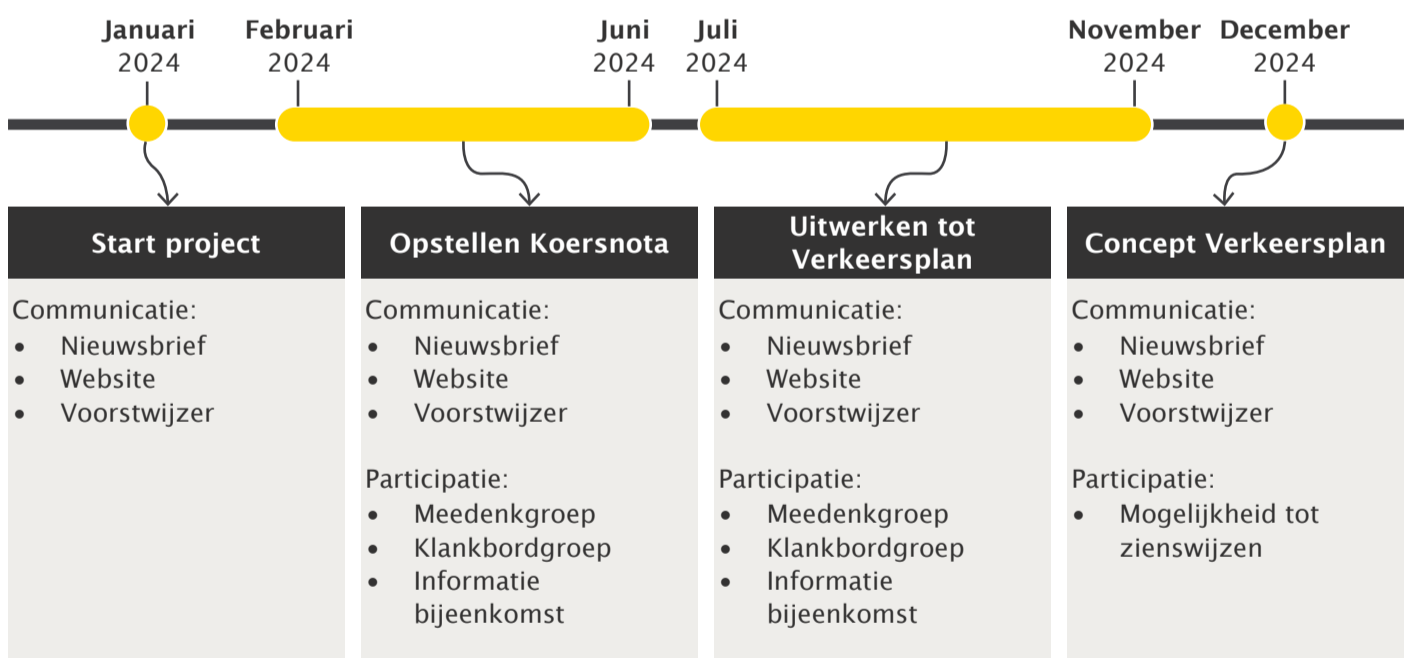 Januari
2024
Februari
2024
Juni
2024
Juli
2024
November
2024
December
2024
Start project
Communicatie:
• Nieuwsbrief
• Website
• Voorstwijzer
Opstellen Koersnota
Communicatie:
• Nieuwsbrief
• Website
• Voorstwijzer
Participatie:
• Meedenkgroep
• Klankbordgroep
• Informatie
bijeenkomst
Uitwerken tot
Verkeersplan
Communicatie:
• Nieuwsbrief
• Website
• Voorstwijzer
Participatie:
• Meedenkgroep
• Klankbordgroep
• Informatie
bijeenkomst
Concept Verkeersplan
Communicatie:
• Nieuwsbrief
• Website
• Voorstwijzer
Participatie:
• Mogelijkheid tot
zienswijzen